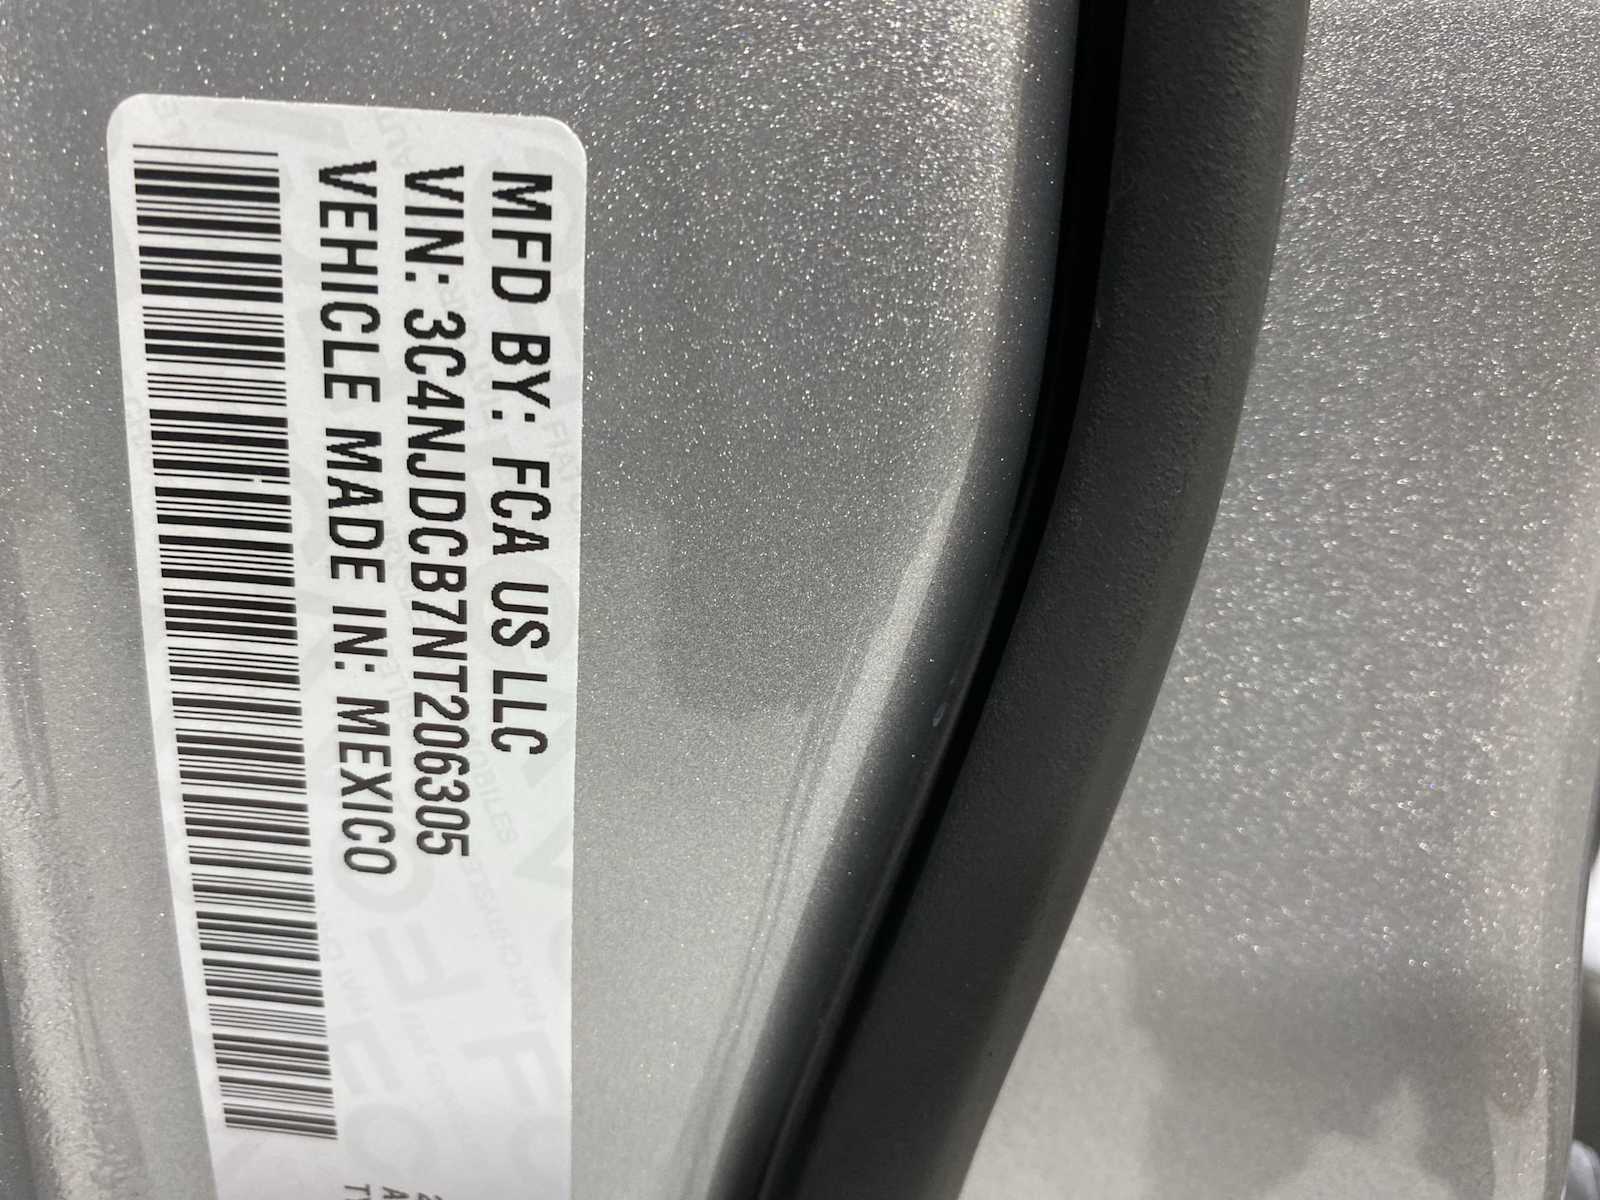 MFD BY: FCA US LLC
VIN: 3C4NJDCB7NT206305
VEHICLE MADE IN: MEXICO